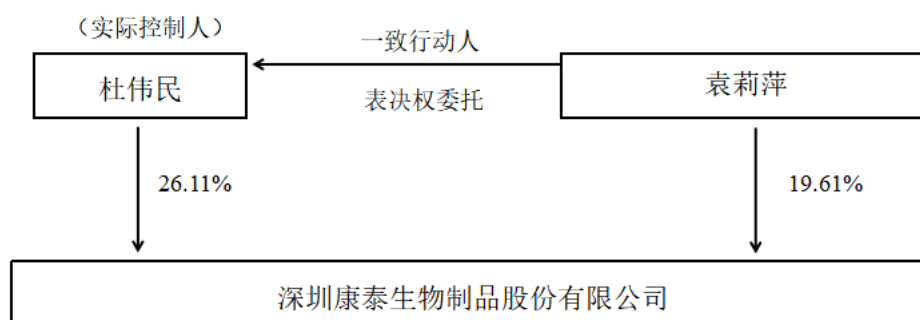 （实际控制人）
一致行动人
杜伟民
袁莉萍
表决权委托
26.11%
19.61%
深圳康泰生物制品股份有限公司